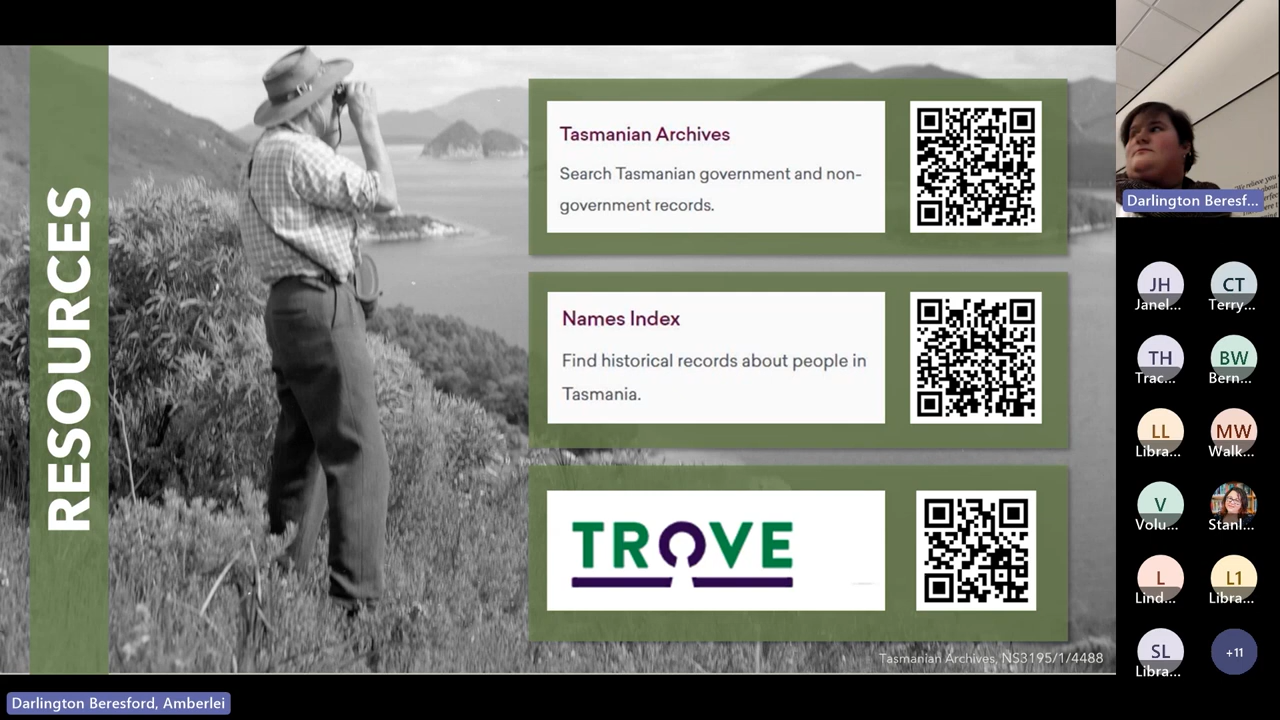 RESOURCES
Tasmanian Archives
Search Tasmanian government and non-
government records.
Names Index
Find historical records about people in
Tasmania.
TROVE
Tasmanian Archives, NS3195/1/4488
Darlington Beresford, Amberlei
Darlington Beresf...
JH
Janel...
CT
Terry...
TH
Trac...
BW
Bern...
LL
Libra...
MW
Walk...
V
Volu...
Stanl...
L
Lind...
L1
Libra...
SL
Libra...
+11